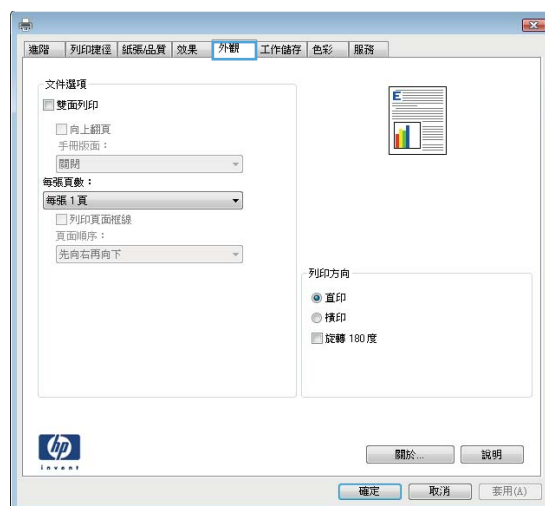 進階 列印捷徑 紙張/品質 效果 外觀 工作儲存 色彩 服務
文件選項
雙面列印
向上翻頁
手冊版面：
關閉
每張頁數：
每張 1 頁
列印頁面框線
頁面順序：
先向右再向下
E
列印方向
直印
橫印
旋轉 180 度
hp
invent
關於... 說明
確定 取消 套用(A)